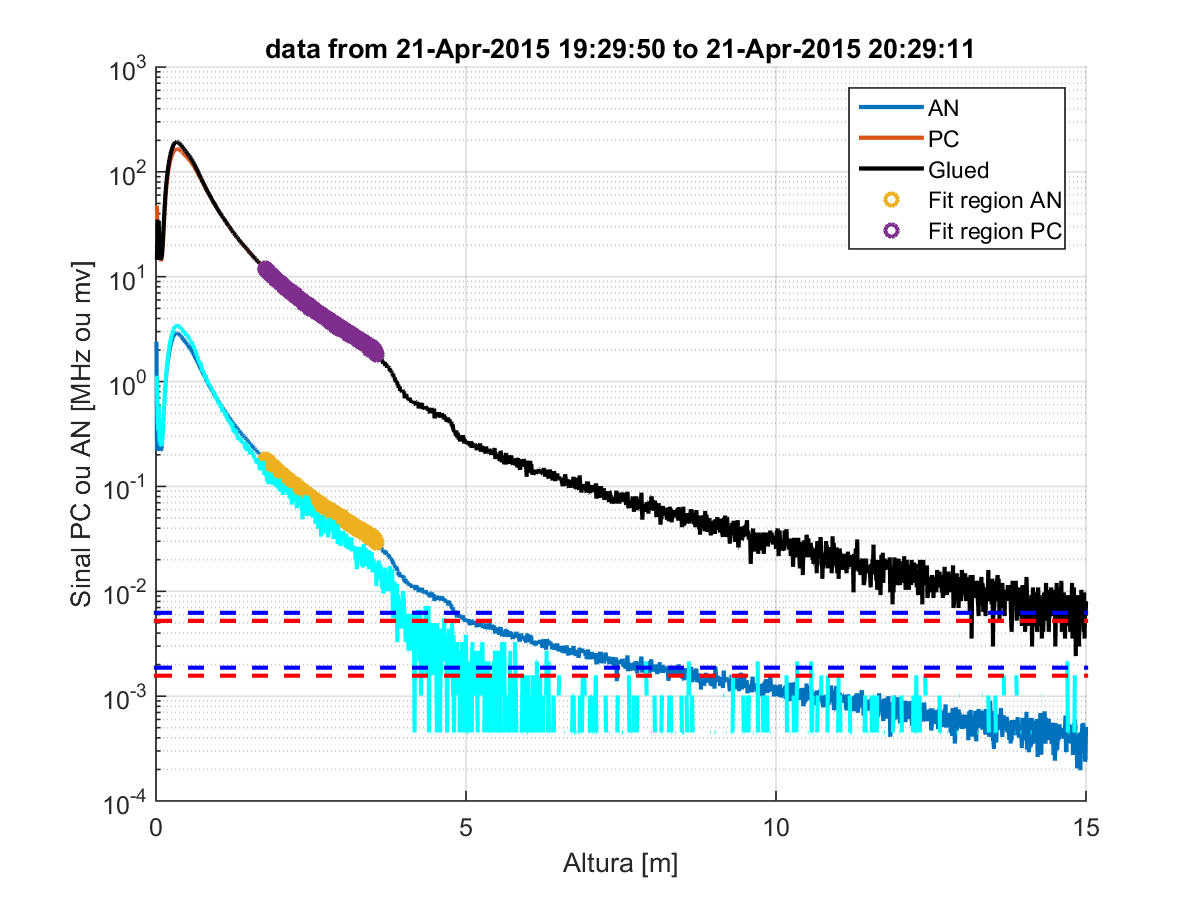 data from 21-Apr-2015 19:29:50 to 21-Apr-2015 20:29:11
AN
PC
Glued
Fit region AN
Fit region PC
Sinal PC ou AN [MHz ou mv]
10^3
10^2
10^1
10^0
10^-1
10^-2
10^-3
10^-4
0 5 10 15
Altura [m]